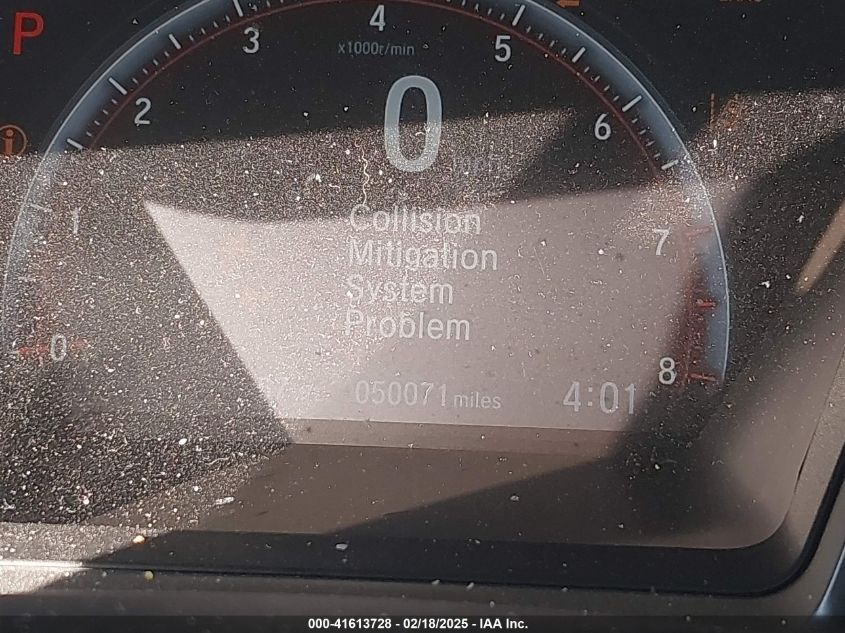 P
4
3
5
x1000r/min
2
0
6
1
Collision
7
Mitigation
System
Problem
0
8
050071 miles
4:01
000-41613728 - 02/18/2025 - IAA Inc.